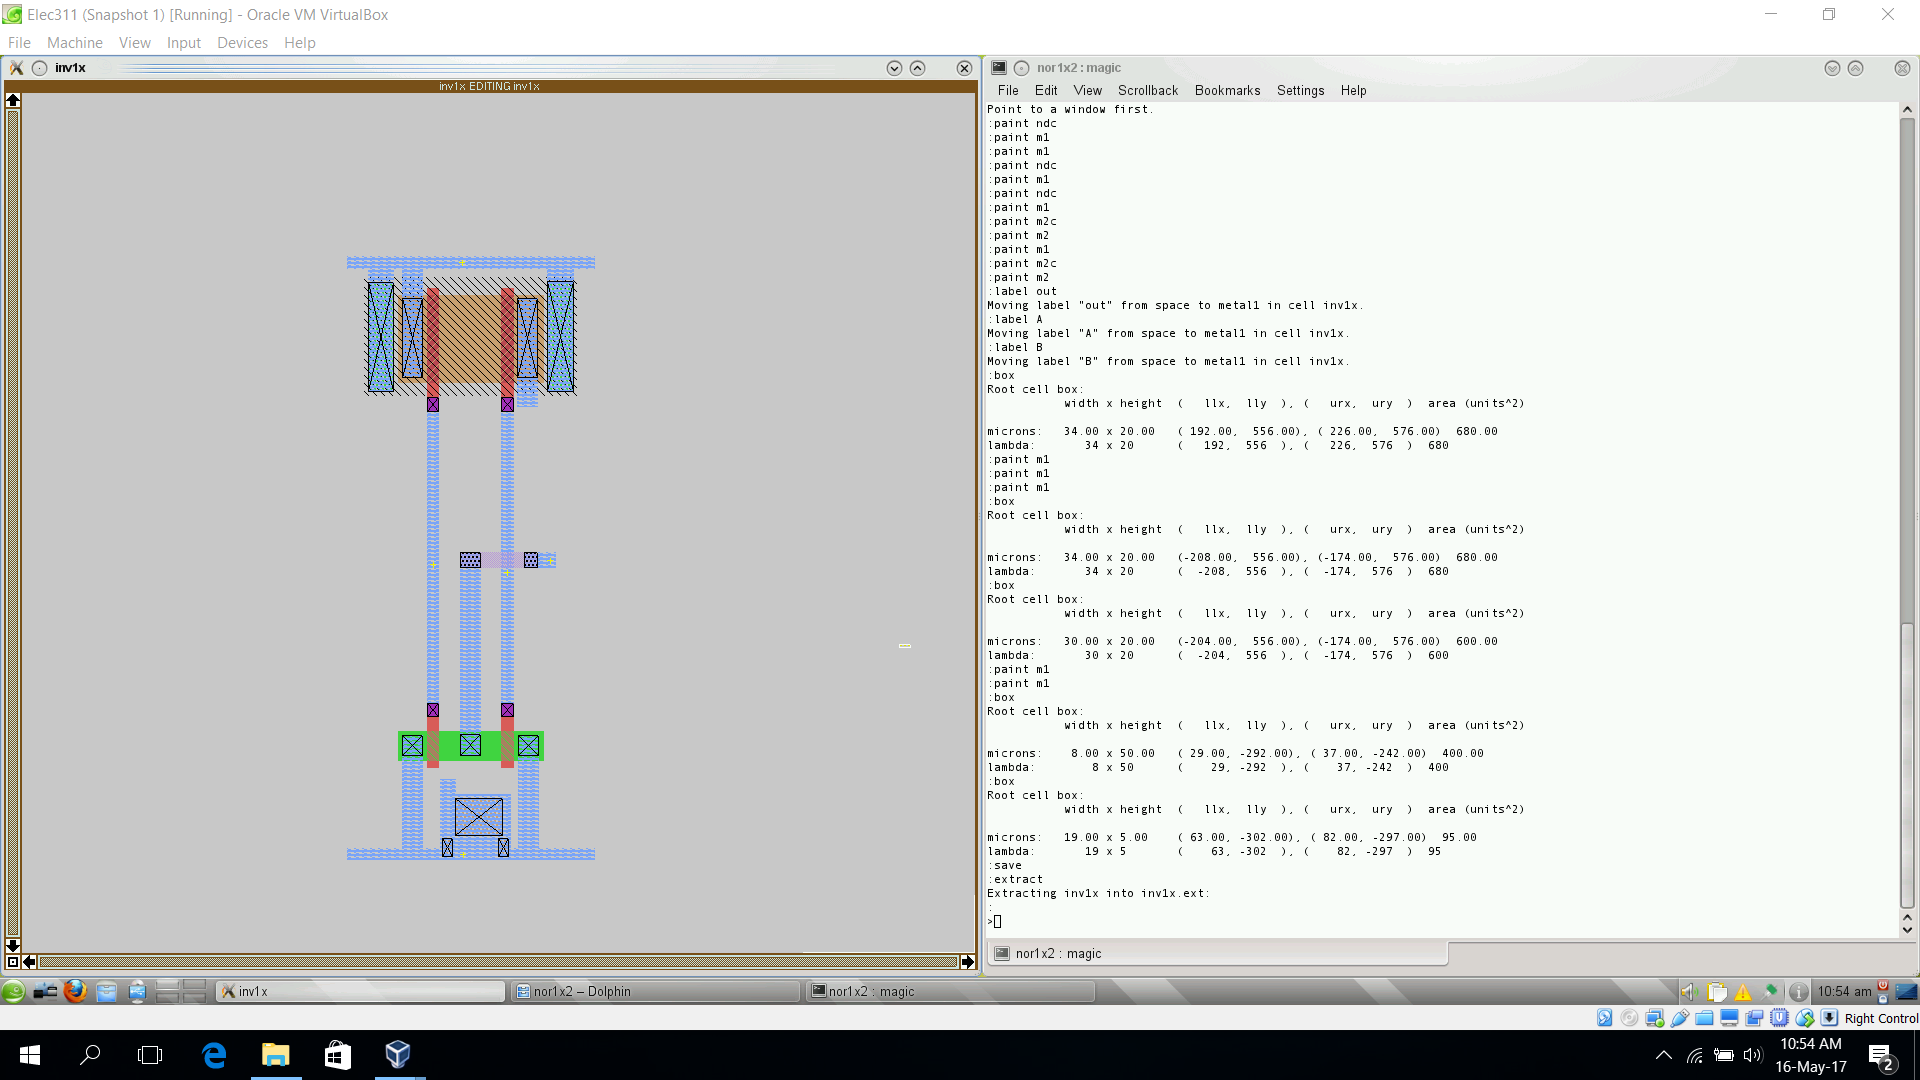 Elec311 (Snapshot 1) [Running] - Oracle VM VirtualBox
File Machine View Input Devices Help
inv1x
inv1x EDITING inv1x
nor1x2 : magic
File Edit View Scrollback Bookmarks Settings Help
Point to a window first.
:paint ndc
:paint m1
:paint m1
:paint ndc
:paint m1
:paint ndc
:paint m1
:paint m2c
:paint m2
:paint m1
:paint m2c
:paint m2
:label out
Moving label "out" from space to metal1 in cell inv1x.
:label A
Moving label "A" from space to metal1 in cell inv1x.
:label B
Moving label "B" from space to metal1 in cell inv1x.
:box
Root cell box:
width x height ( llx, lly ), ( urx, ury ) area (units^2)
microns: 34.00 x 20.00 ( 192.00, 556.00), ( 226.00, 576.00) 680.00
lambda: 34 x 20 ( 192, 556 ), ( 226, 576 ) 680
:paint m1
:paint m1
:paint m1
:box
Root cell box:
width x height ( llx, lly ), ( urx, ury ) area (units^2)
microns: 34.00 x 20.00 (-208.00, 556.00), (-174.00, 576.00) 680.00
lambda: 34 x 20 ( -208, 556 ), ( -174, 576 ) 680
:box
Root cell box:
width x height ( llx, lly ), ( urx, ury ) area (units^2)
microns: 30.00 x 20.00 (-204.00, 556.00), (-174.00, 576.00) 600.00
lambda: 30 x 20 ( -204, 556 ), ( -174, 576 ) 600
:paint m1
:paint m1
:box
Root cell box:
width x height ( llx, lly ), ( urx, ury ) area (units^2)
microns: 8.00 x 50.00 ( 29.00, -292.00), ( 37.00, -242.00) 400.00
lambda: 8 x 50 ( 29, -292 ), ( 37, -242 ) 400
:box
Root cell box:
width x height ( llx, lly ), ( urx, ury ) area (units^2)
microns: 19.00 x 5.00 ( 63.00, -302.00), ( 82.00, -297.00) 95.00
lambda: 19 x 5 ( 63, -302 ), ( 82, -297 ) 95
:save
:extract
Extracting inv1x into inv1x.ext:
:
>
nor1x2 : magic
inv1x
nor1x2 – Dolphin
nor1x2 : magic
10:54 am
Right Control
10:54 AM
16-May-17
2